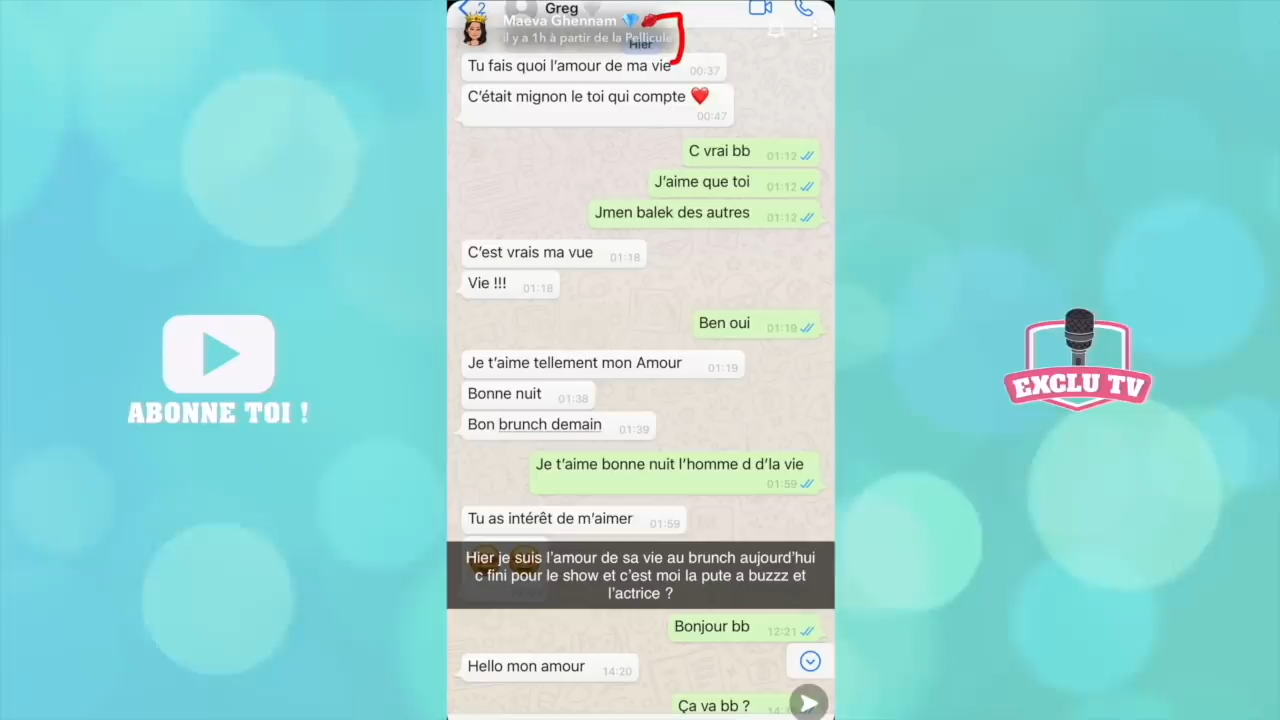 2
Greg
Maeva Ghennam 💎
il y a 1h à partir de la Pellicule
Hier
Tu fais quoi l'amour de ma vie 00:37
C'était mignon le toi qui compte ❤️
00:47
C vrai bb 01:12
J'aime que toi 01:12
Jmen balek des autres 01:12
C'est vrais ma vue 01:18
Vie !!! 01:18
Ben oui 01:19
Je t'aime tellement mon Amour 01:19
Bonne nuit 01:38
Bon brunch demain 01:39
Je t'aime bonne nuit l'homme d d'la vie
01:59
Tu as intérêt de m'aimer 01:59
Hier je suis l'amour de sa vie au brunch aujourd'hui
c fini pour le show et c'est moi la pute a buzzz et
l'actrice ?
Bonjour bb 12:21
Hello mon amour 14:20
Ça va bb ?
ABONNE TOI !
EXCLU TV